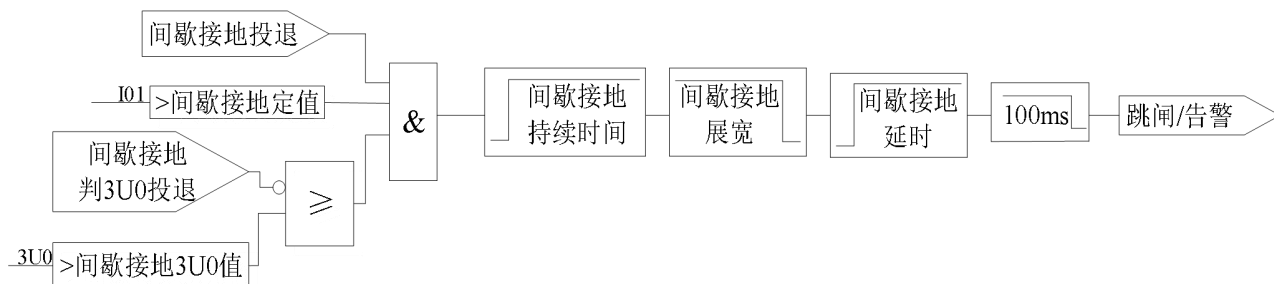 间歇接地投退
I01
>间歇接地定值
间歇接地
判3U0投退
3U0
>间歇接地3U0值
≥
&
间歇接地
持续时间
间歇接地
展宽
间歇接地
延时
100ms
跳闸/告警